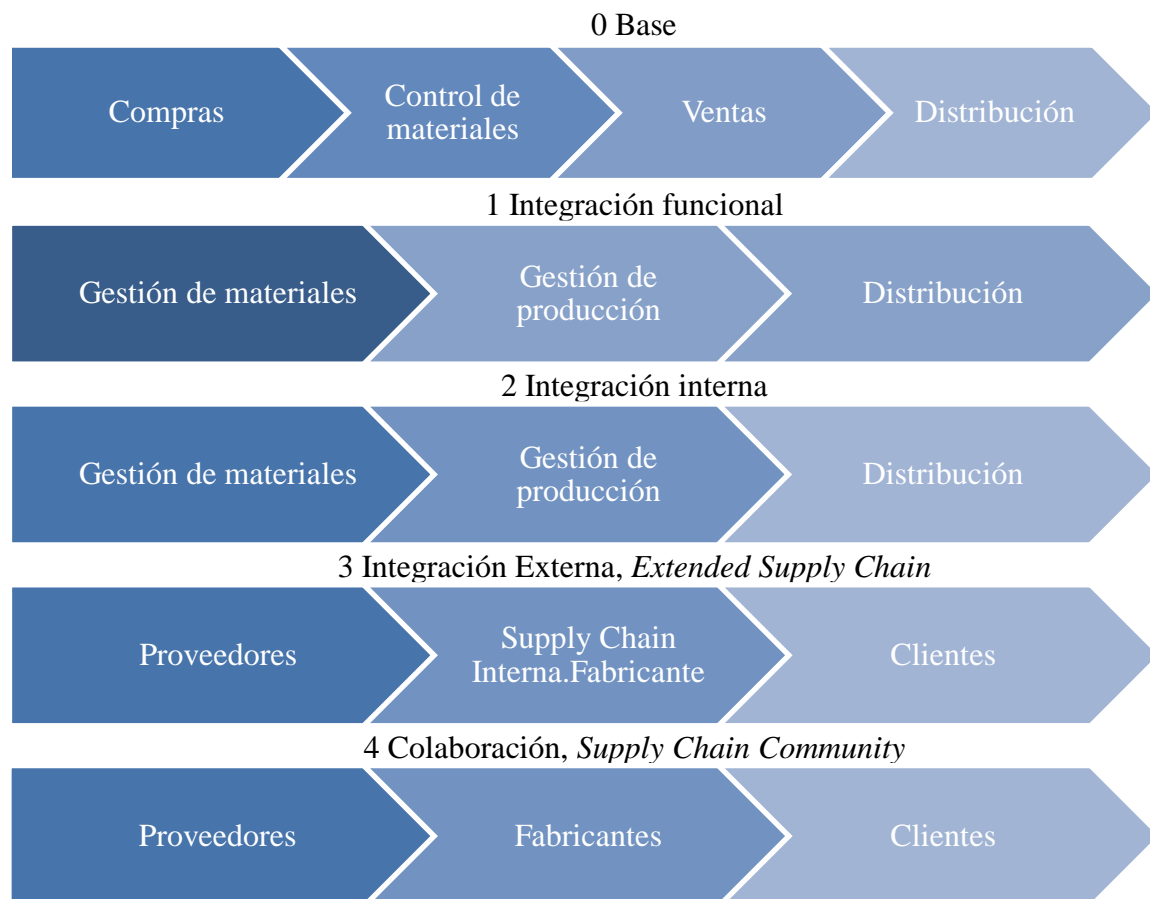 0 Base
Compras
Control de
materiales
Ventas
Distribución
1 Integración funcional
Gestión de materiales
Gestión de
producción
Distribución
2 Integración interna
Gestión de materiales
Gestión de
producción
Distribución
3 Integración Externa, Extended Supply Chain
Proveedores
Supply Chain
Interna.Fabricante
Clientes
4 Colaboración, Supply Chain Community
Proveedores
Fabricantes
Clientes